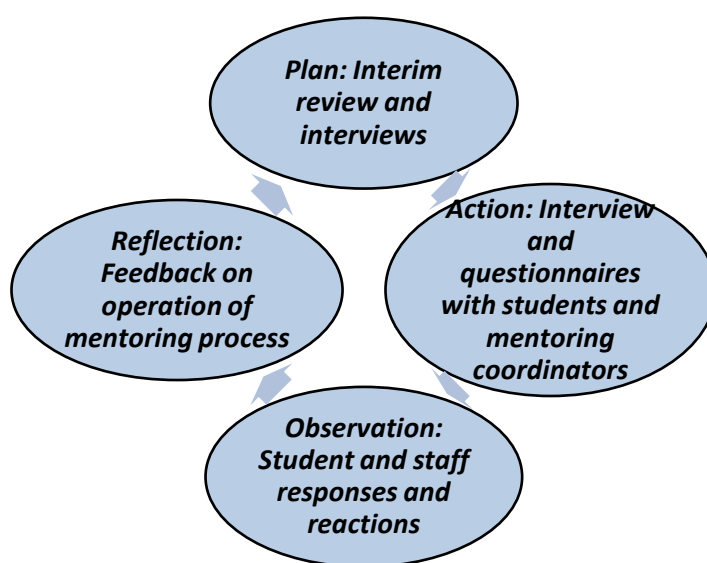 Plan: Interim
review and
interviews
Action: Interview
and
questionnaires
with students and
mentoring
coordinators
Reflection:
Feedback on
operation of
mentoring process
Observation:
Student and staff
responses and
reactions